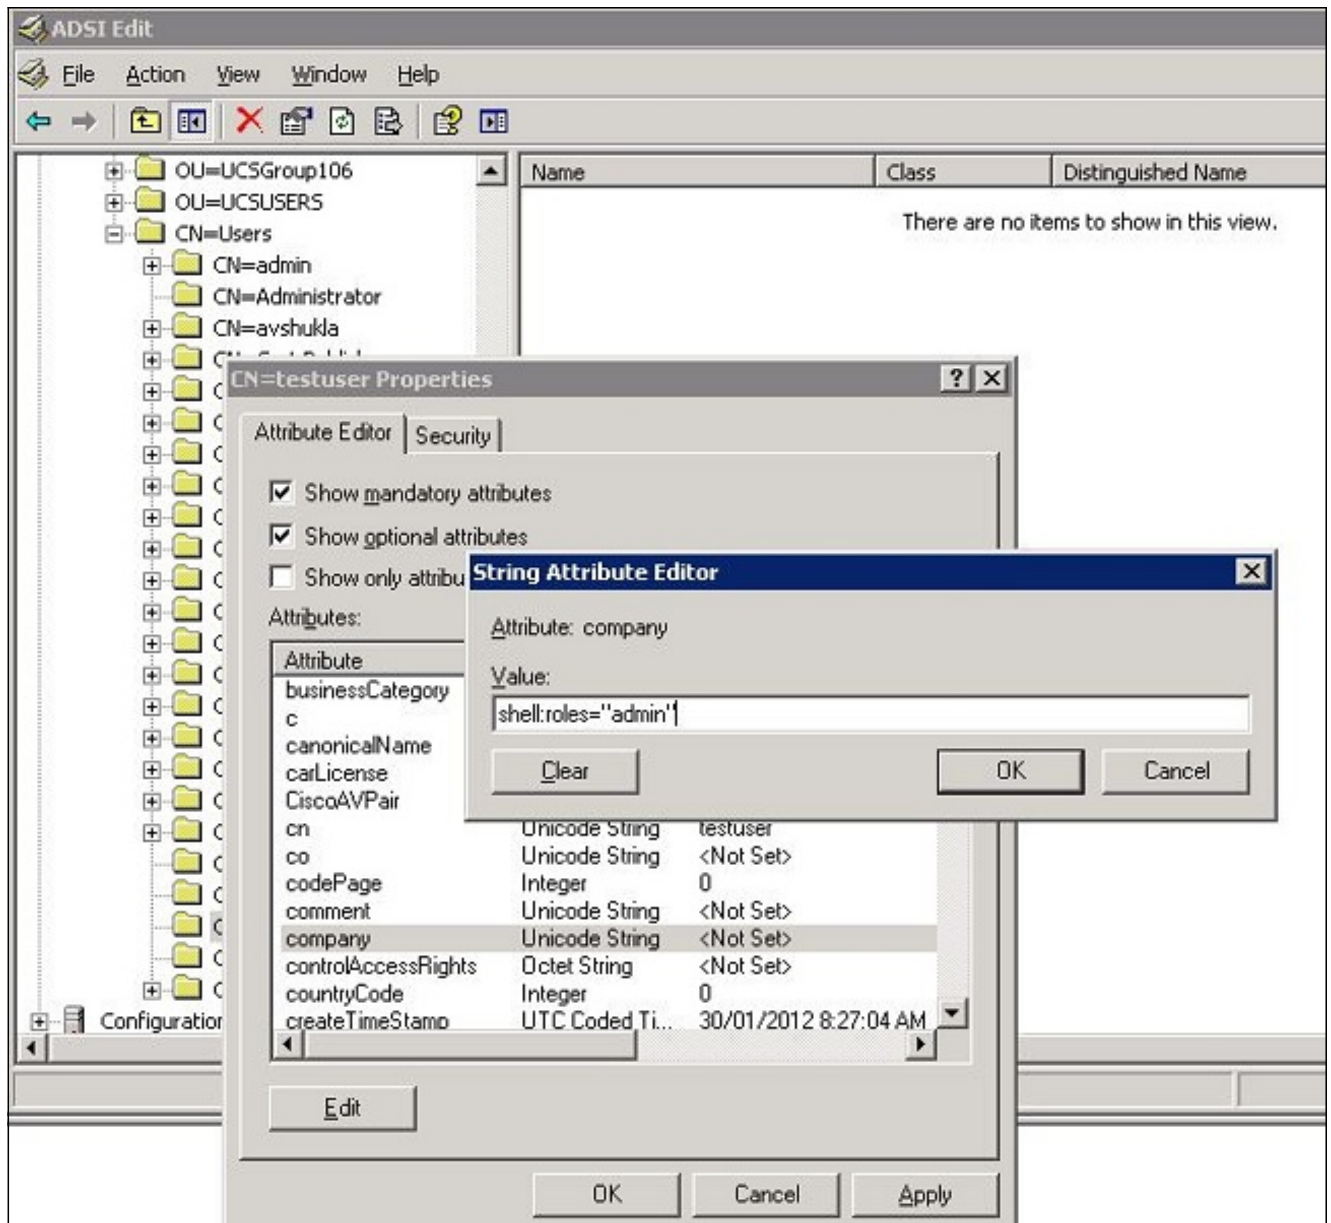 ADSI Edit
File Action View Window Help
OU=UCSGroup106
OU=UCSUSERS
CN=Users
CN=admin
CN=Administrator
CN=avshukla
Name Class Distinguished Name
There are no items to show in this view.
CN=testuser Properties
Attribute Editor Security
Show mandatory attributes
Show optional attributes
Show only attribu
Attributes:
Attribute
businessCategory
c
canonicalName
carLicense
CiscoAVPair
cn Unicode String testuser
co Unicode String <Not Set>
codePage Integer 0
comment Unicode String <Not Set>
company Unicode String <Not Set>
controlAccessRights Octet String <Not Set>
countryCode Integer 0
createTimeStamp UTC Coded Ti... 30/01/2012 8:27:04 AM
Edit
OK Cancel Apply
String Attribute Editor
Attribute: company
Value:
shell:roles="admin"
Clear OK Cancel
Configuration